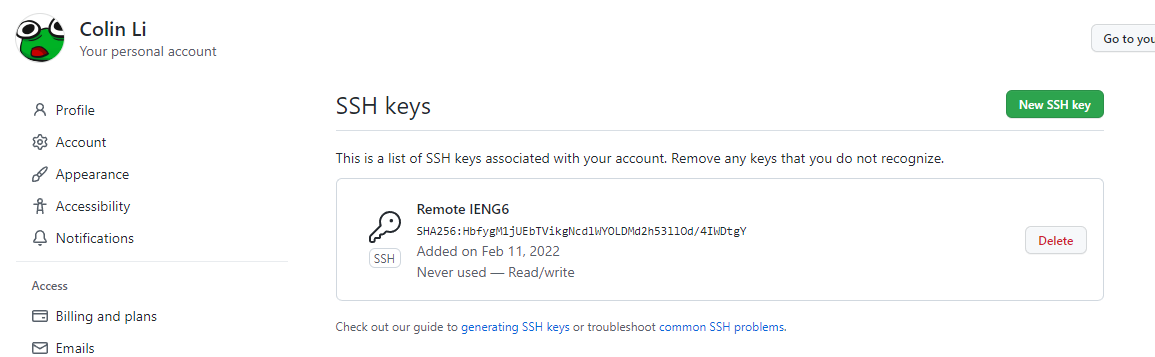 Colin Li
Your personal account
Go to you
Profile
Account
Appearance
Accessibility
Notifications
Access
Billing and plans
Emails
SSH keys
New SSH key
This is a list of SSH keys associated with your account. Remove any keys that you do not recognize.
Remote IENG6
SHA256:HbfygM1jUEbTVikgNcdlWYOLDMd2h53llOd/4IWDtgY
Added on Feb 11, 2022
Never used — Read/write
SSH
Delete
Check out our guide to generating SSH keys or troubleshoot common SSH problems.